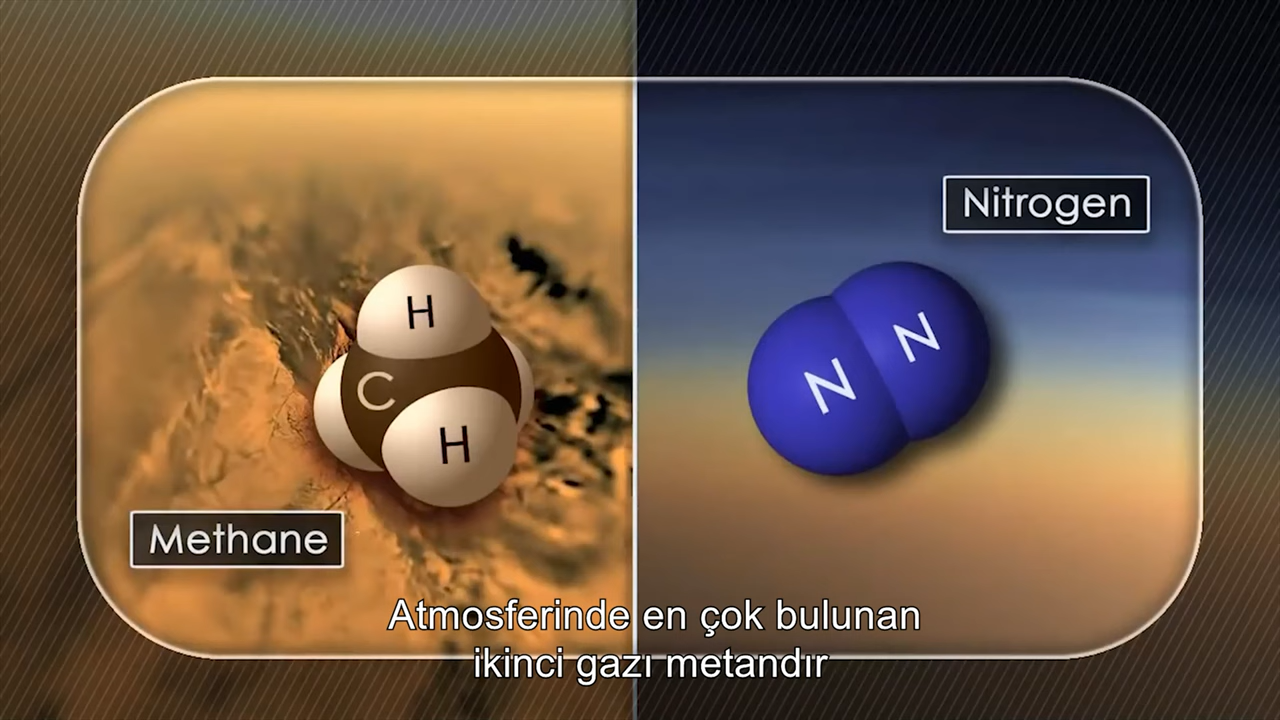 Nitrogen
H
N
N
C
H
Methane
Atmosferinde en çok bulunan
ikinci gazı metandır